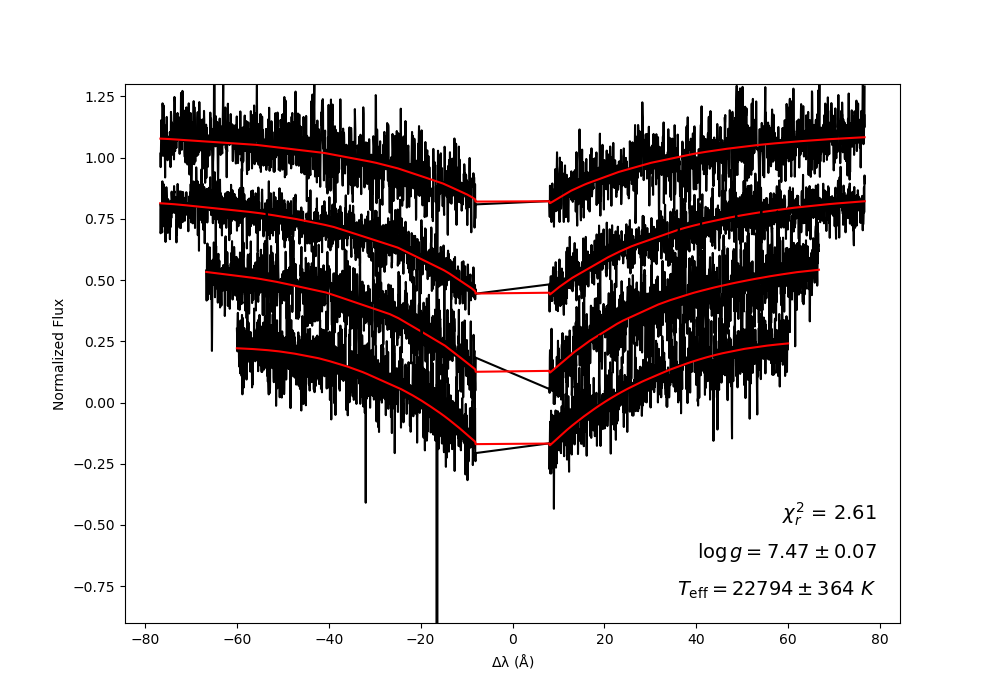 1.25
1.00
0.75
0.50
0.25
0.00
−0.25
−0.50
−0.75
Normalized Flux
χ²ᵣ = 2.61
log g = 7.47 ± 0.07
T_eff = 22794 ± 364 K
−80 −60 −40 −20 0 20 40 60 80
Δλ (Å)